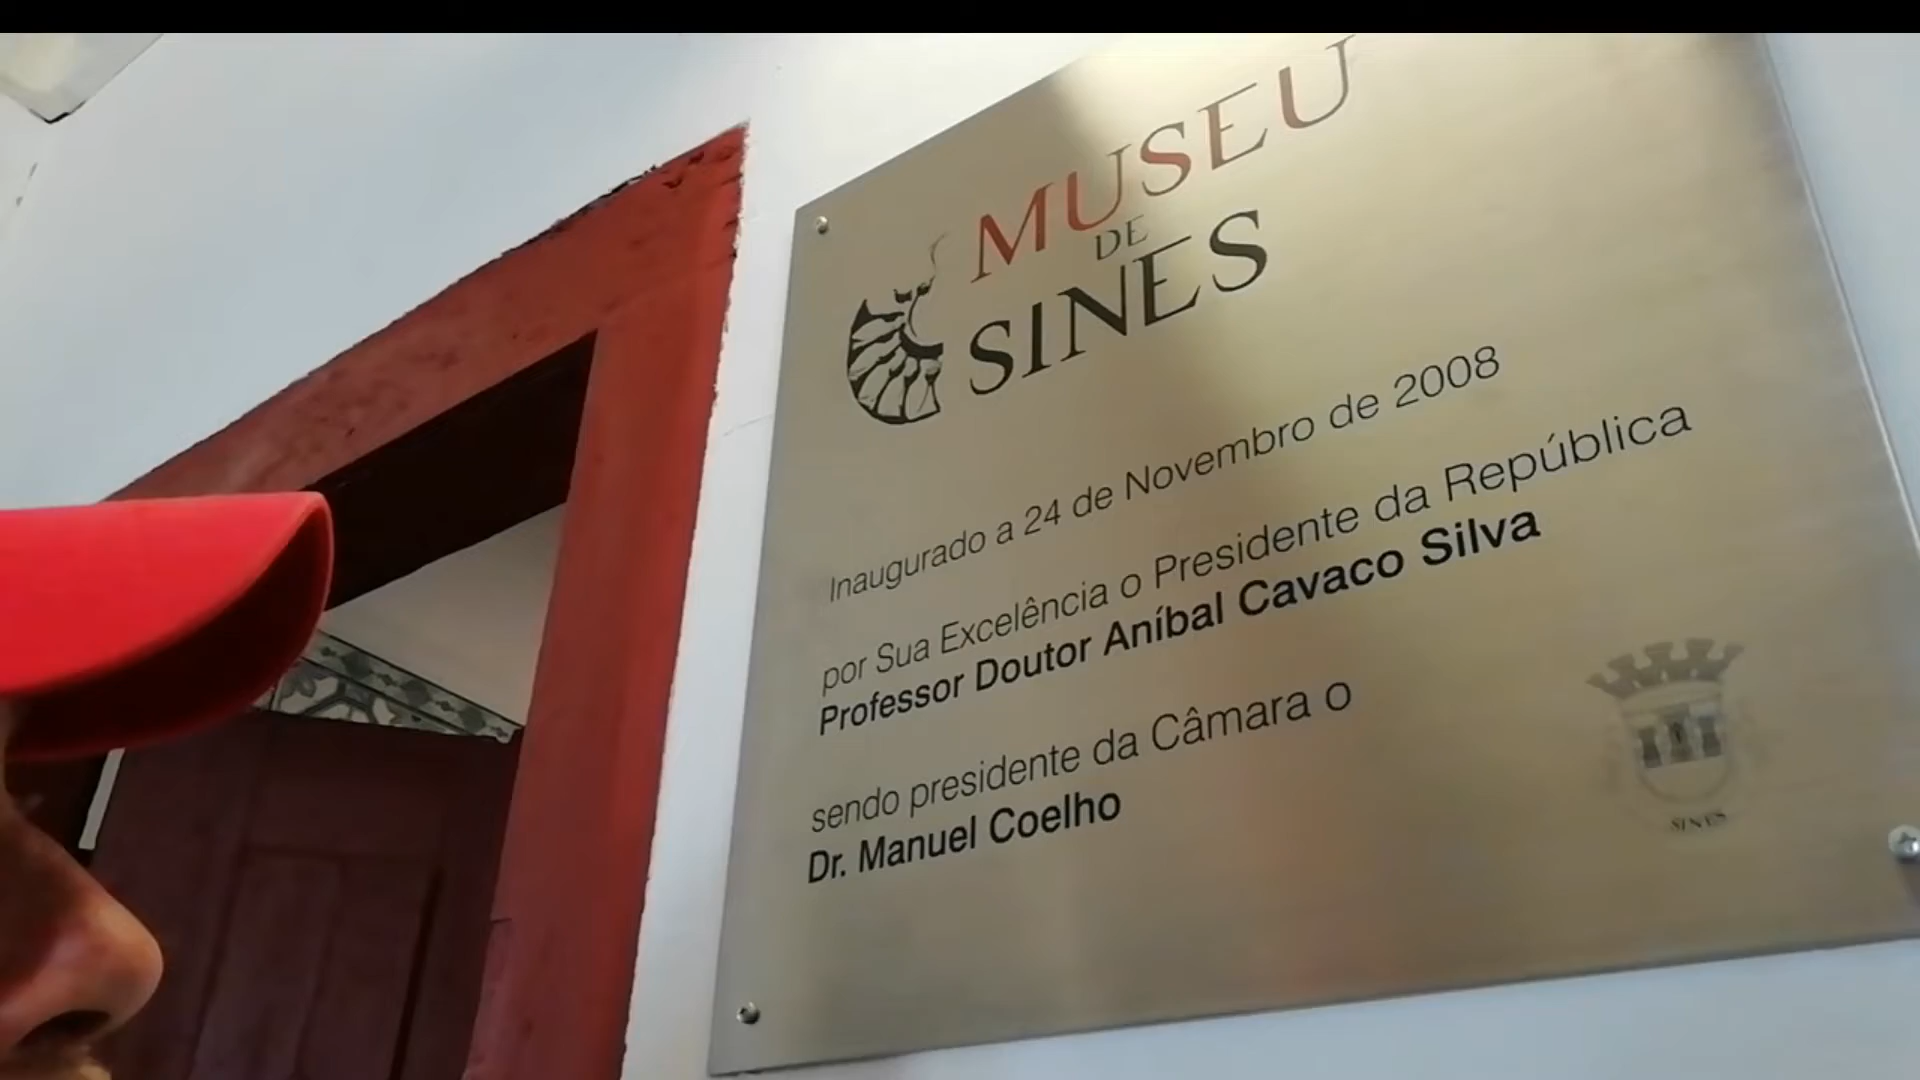 MUSEU
DE
SINES
Inaugurado a 24 de Novembro de 2008
por Sua Excelência o Presidente da República
Professor Doutor Aníbal Cavaco Silva
sendo presidente da Câmara o
Dr. Manuel Coelho
SINES